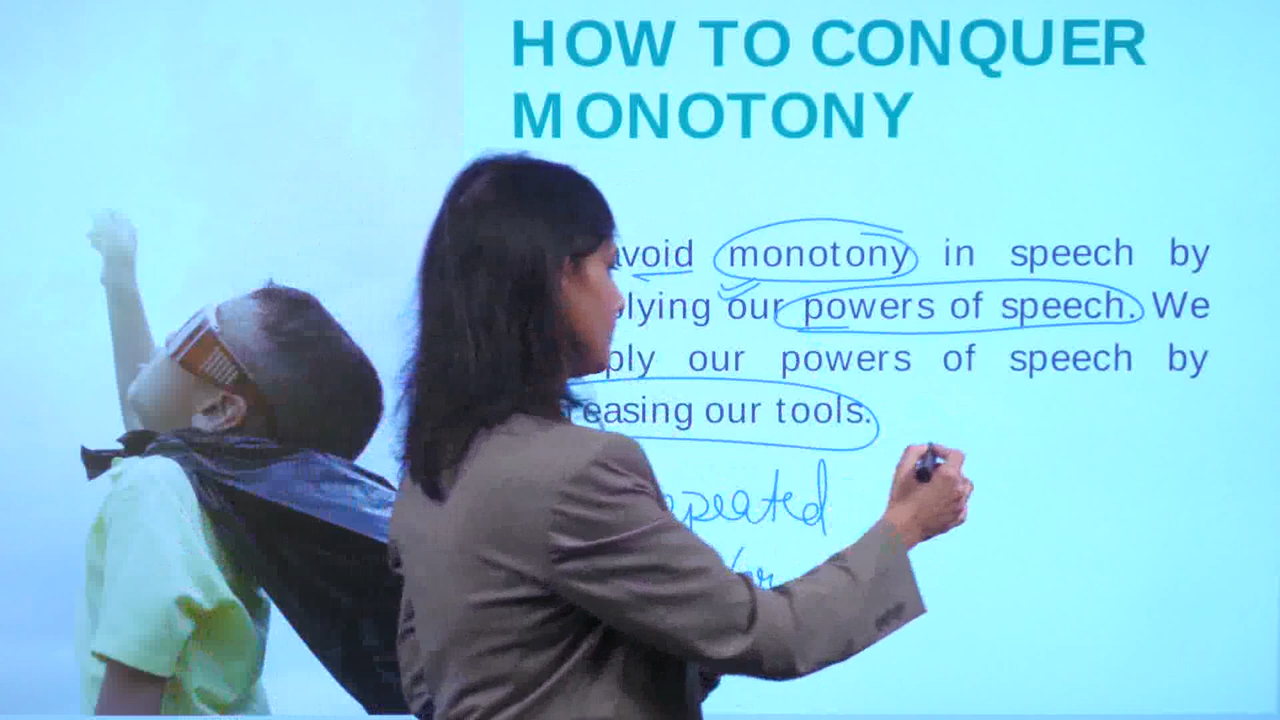 HOW TO CONQUER
MONOTONY
avoid monotony in speech by
plying our powers of speech. We
ply our powers of speech by
reasing our tools.
epeated